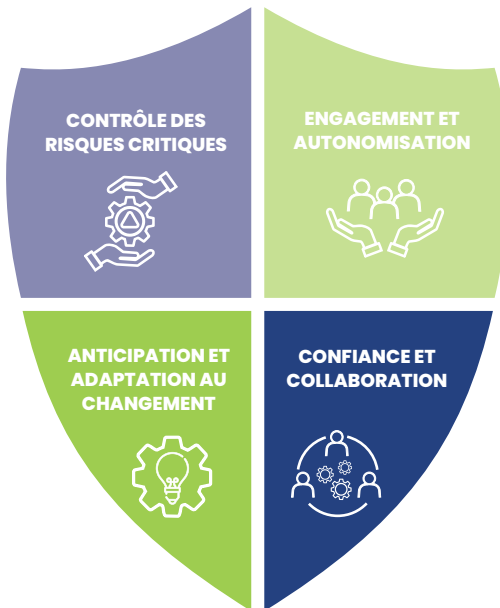 CONTRÔLE DES
RISQUES CRITIQUES
ENGAGEMENT ET
AUTONOMISATION
ANTICIPATION ET
ADAPTATION AU
CHANGEMENT
CONFIANCE ET
COLLABORATION